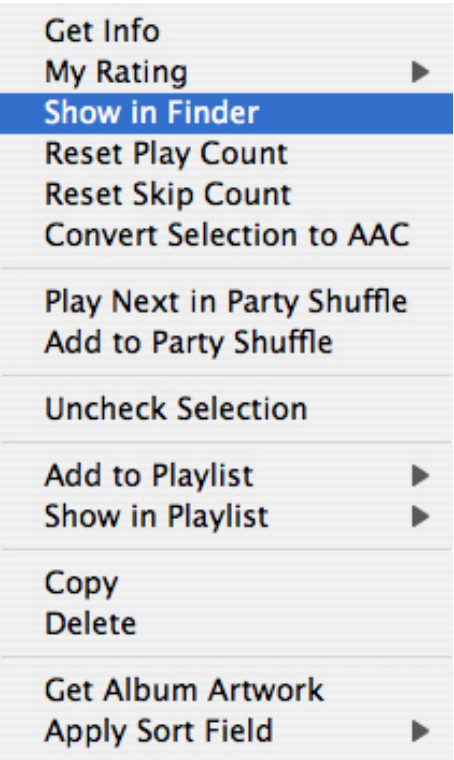 Get Info
My Rating
Show in Finder
Reset Play Count
Reset Skip Count
Convert Selection to AAC
Play Next in Party Shuffle
Add to Party Shuffle
Uncheck Selection
Add to Playlist
Show in Playlist
Copy
Delete
Get Album Artwork
Apply Sort Field